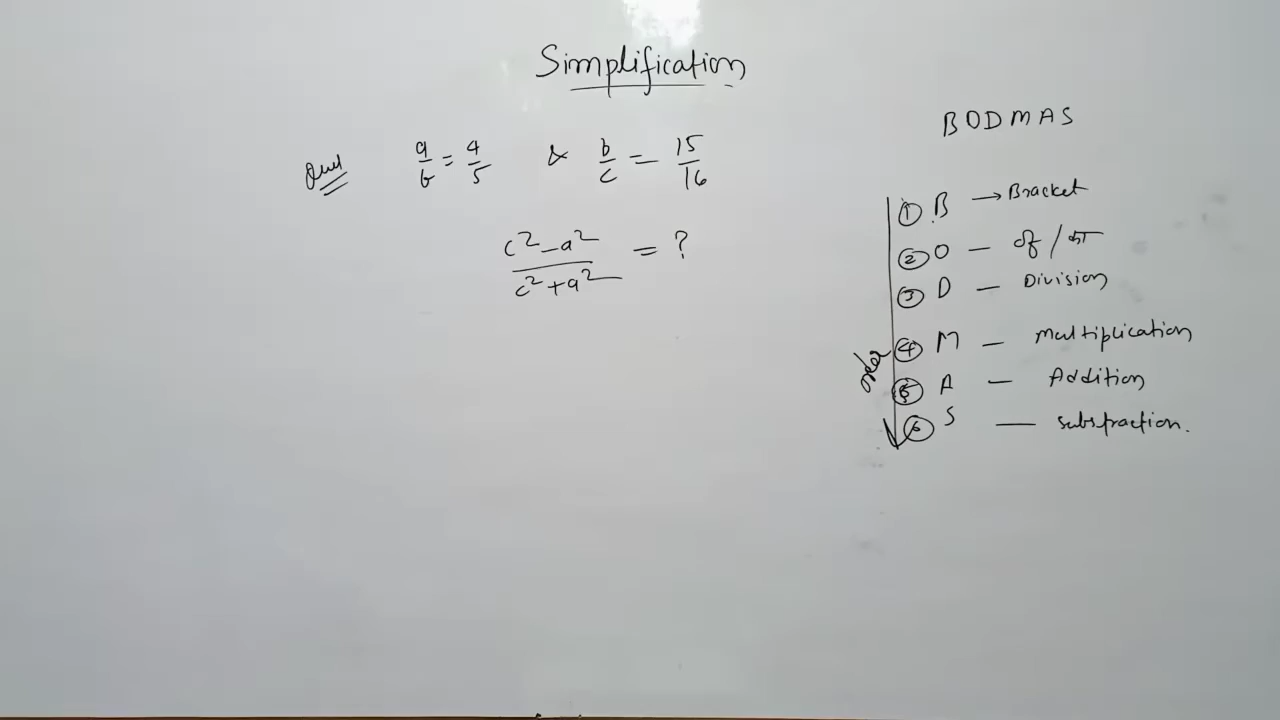 Simplification
Quest a/b = 4/5 & b/c = 15/16
c²-a²/c²+a² = ?
BODMAS
① B → Bracket
② O — of / का
③ D — Division
④ M — multiplication
⑤ A — Addition
⑥ S — substraction.
order